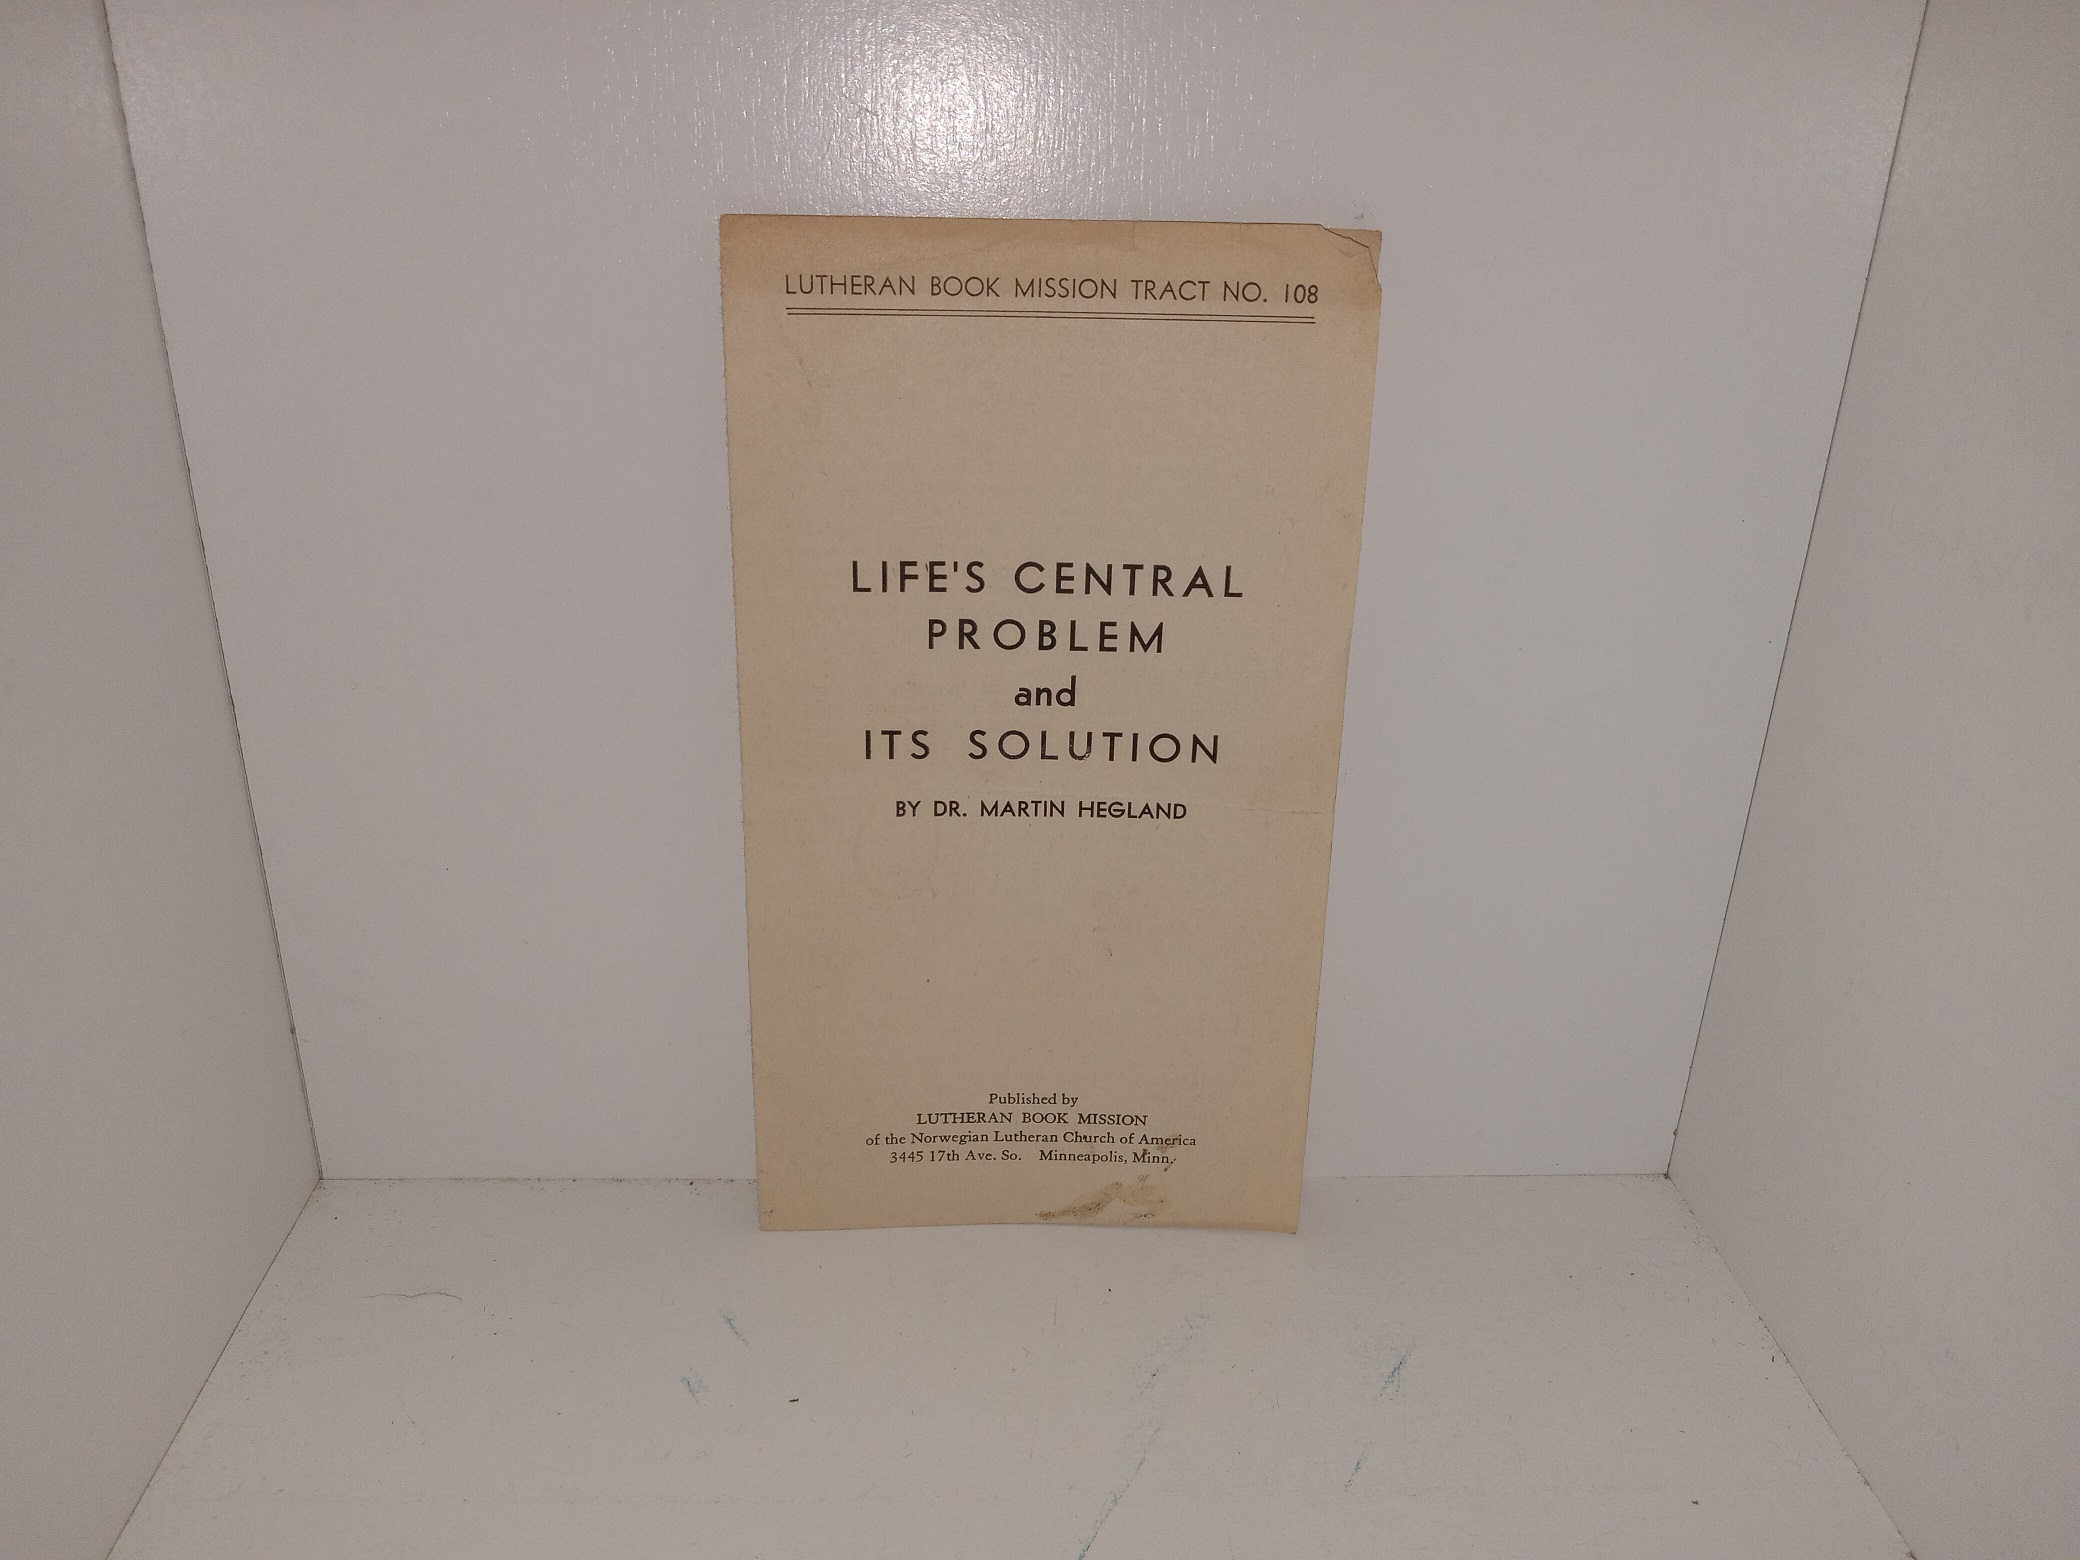 LUTHERAN BOOK MISSION TRACT NO. 108
LIFE'S CENTRAL
PROBLEM
and
ITS SOLUTION
BY DR. MARTIN HEGLAND
Published by
LUTHERAN BOOK MISSION
of the Norwegian Lutheran Church of America
3445 17th Ave. So. Minneapolis, Minn.